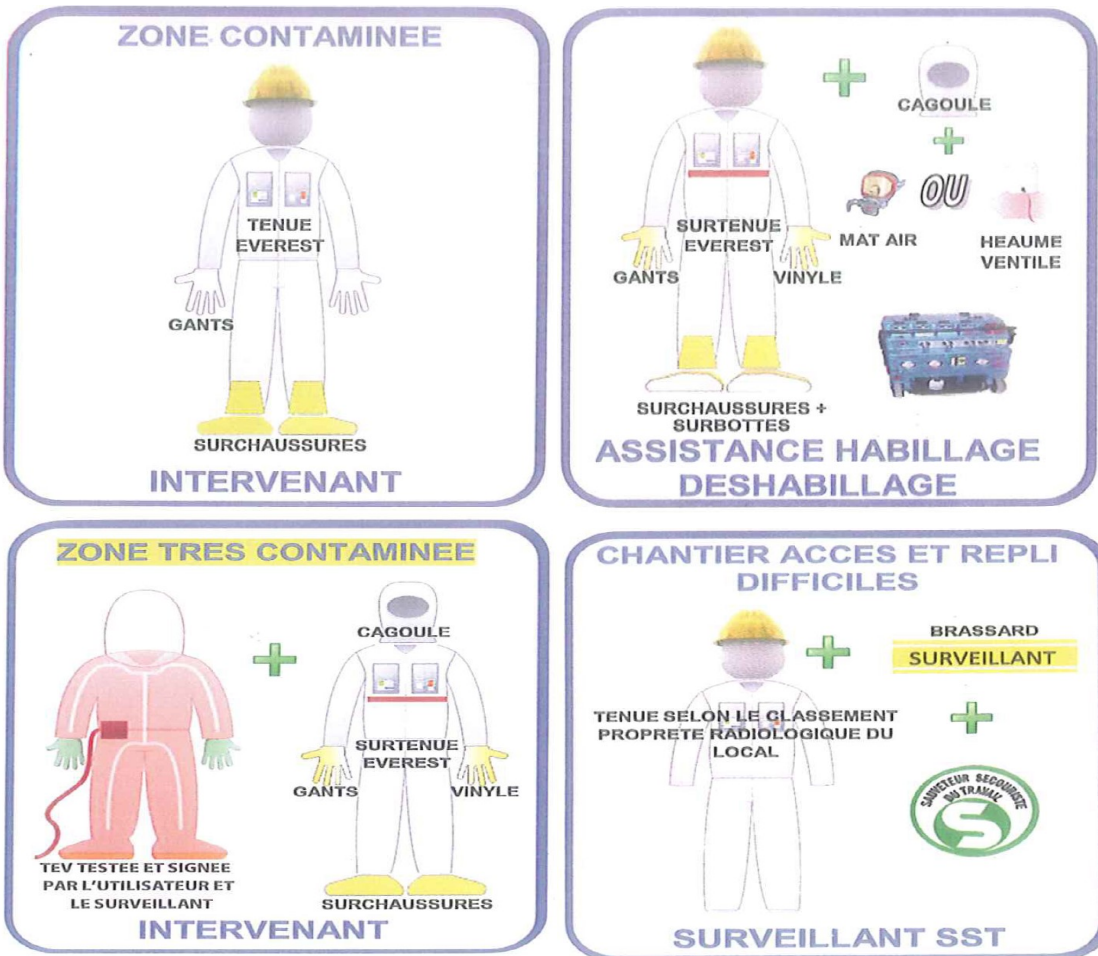 ZONE CONTAMINEE
TENUE
EVEREST
GANTS
SURCHAUSSURES
INTERVENANT
CAGOULE
OU
SURTENUE
EVEREST
MAT AIR
HEAUME
VENTILE
GANTS
VINYLE
SURCHAUSSURES +
SURBOTTES
ASSISTANCE HABILLAGE
DESHABILLAGE
ZONE TRES CONTAMINEE
CAGOULE
SURTENUE
EVEREST
GANTS
VINYLE
TEV TESTEE ET SIGNEE
PAR L'UTILISATEUR ET
LE SURVEILLANT
SURCHAUSSURES
INTERVENANT
CHANTIER ACCES ET REPLI
DIFFICILES
BRASSARD
SURVEILLANT
TENUE SELON LE CLASSEMENT
PROPRETE RADIOLOGIQUE DU
LOCAL
SAUVETEUR SECOURISTE
DU TRAVAIL
S
SURVEILLANT SST